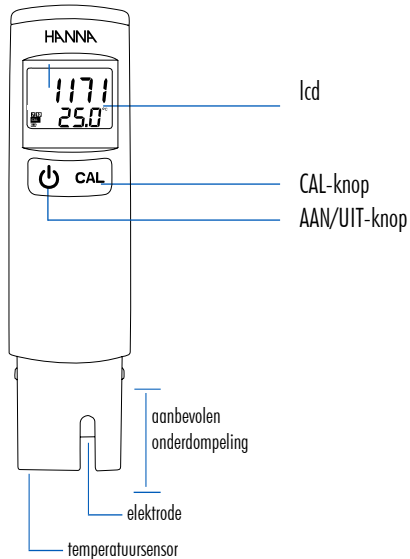 HANNA
1171
25.0 °C
lcd
CAL
CAL-knop
AAN/UIT-knop
aanbevolen
onderdompeling
elektrode
temperatuursensor